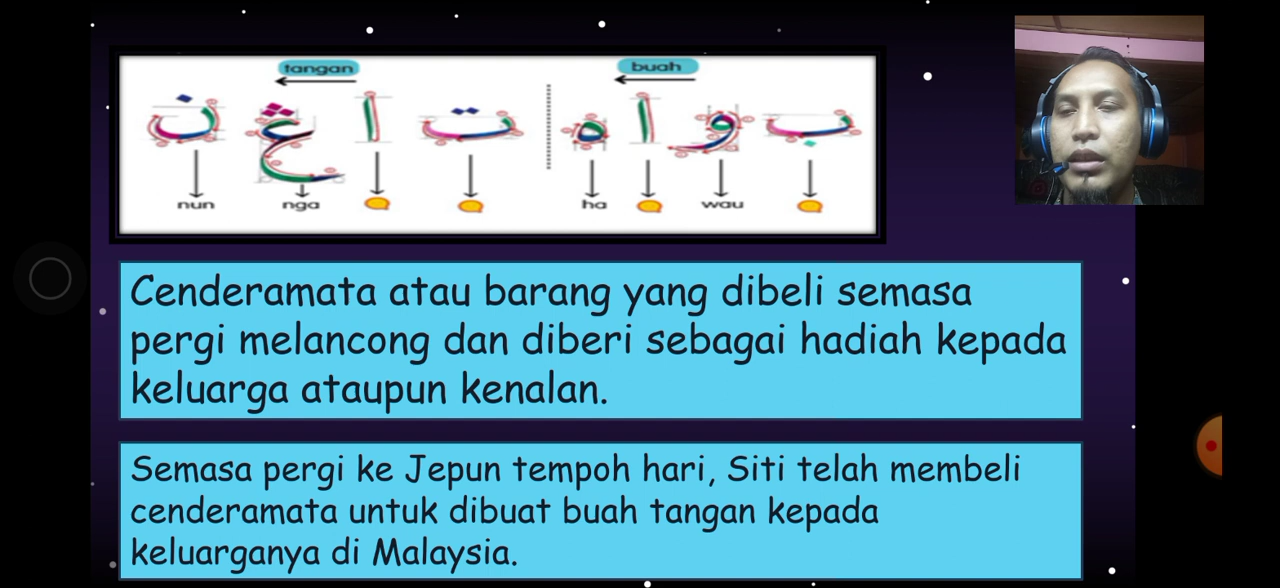 buah tangan
ب و ا ه ت ا ڠ ن
wau ha nga nun
Cenderamata atau barang yang dibeli semasa
pergi melancong dan diberi sebagai hadiah kepada
keluarga ataupun kenalan.
Semasa pergi ke Jepun tempoh hari, Siti telah membeli
cenderamata untuk dibuat buah tangan kepada
keluarganya di Malaysia.